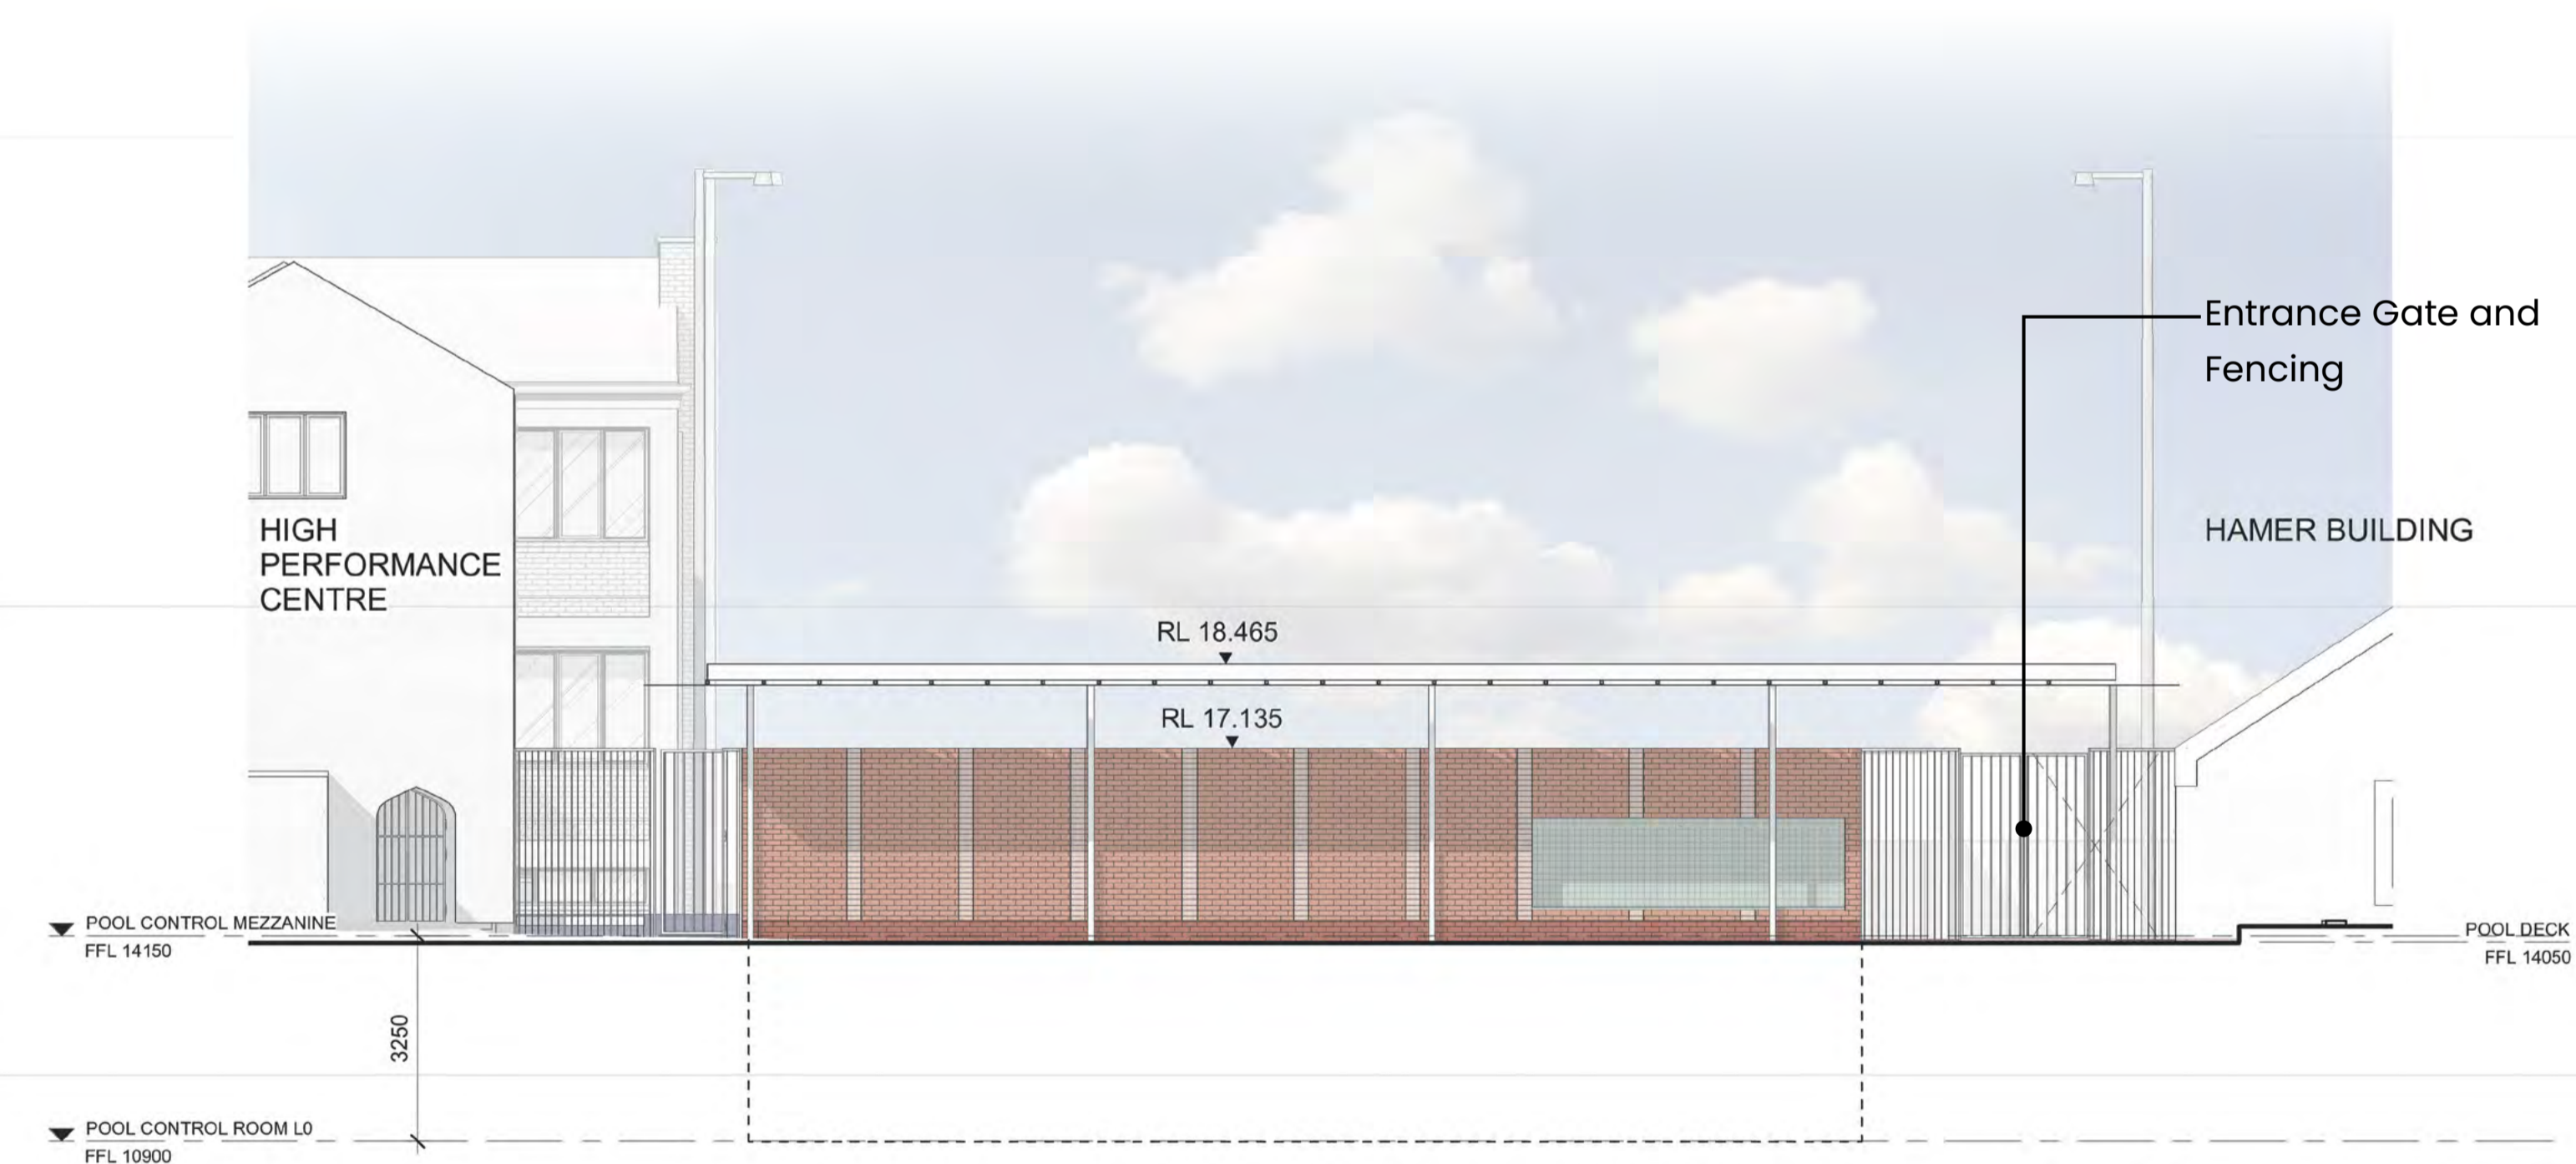 Entrance Gate and
Fencing
HIGH
PERFORMANCE
CENTRE
HAMER BUILDING
RL 18.465
RL 17.135
POOL CONTROL MEZZANINE
FFL 14150
POOL DECK
FFL 14050
3250
POOL CONTROL ROOM L0
FFL 10900